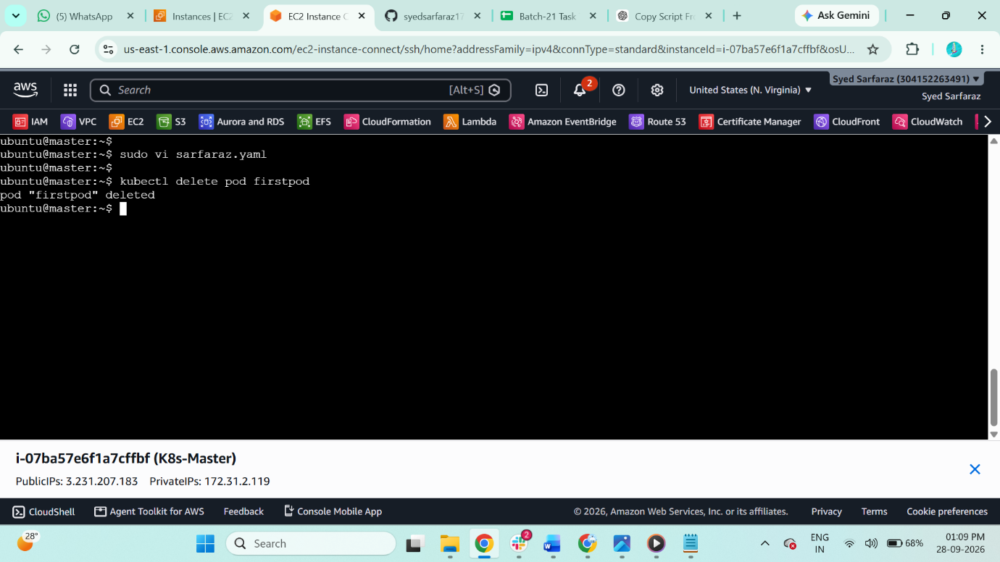 (5) WhatsApp
Instances | EC2
EC2 Instance C
syedsarfaraz17
Batch-21 Task
Copy Script Fro
Ask Gemini
us-east-1.console.aws.amazon.com/ec2-instance-connect/ssh/home?addressFamily=ipv4&connType=standard&instanceId=i-07ba57e6f1a7cffbf&osU...
aws
Search
[Alt+S]
2
United States (N. Virginia)
Syed Sarfaraz (304152263491)
Syed Sarfaraz
IAM VPC EC2 S3 Aurora and RDS EFS CloudFormation Lambda Amazon EventBridge Route 53 Certificate Manager CloudFront CloudWatch
ubuntu@master:~$
ubuntu@master:~$ sudo vi sarfaraz.yaml
ubuntu@master:~$
ubuntu@master:~$ kubectl delete pod firstpod
pod "firstpod" deleted
ubuntu@master:~$
i-07ba57e6f1a7cffbf (K8s-Master)
PublicIPs: 3.231.207.183 PrivateIPs: 172.31.2.119
CloudShell Agent Toolkit for AWS Feedback Console Mobile App © 2026, Amazon Web Services, Inc. or its affiliates. Privacy Terms Cookie preferences
28°
Search
2
ENG
IN
68%
01:09 PM
28-09-2026